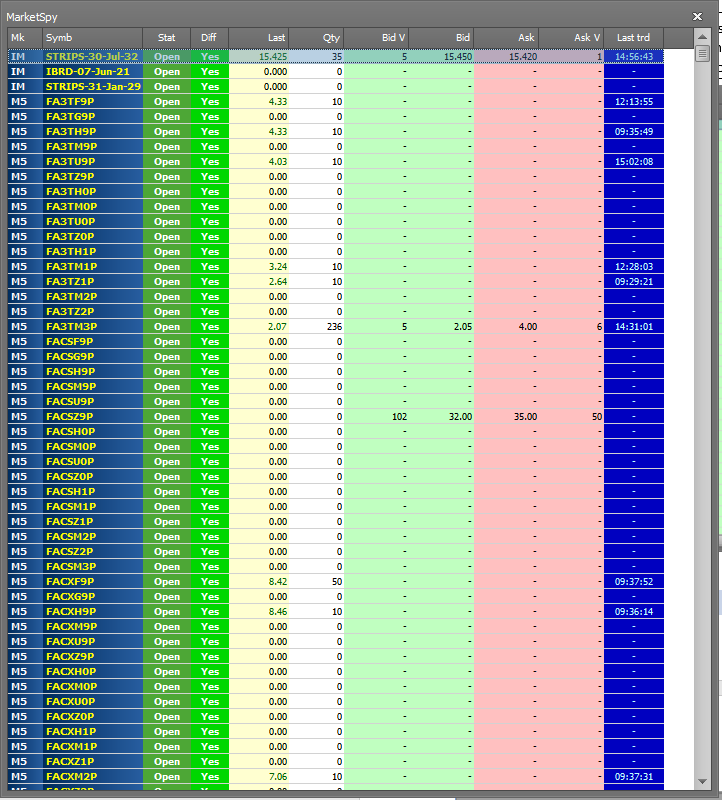 MarketSpy
Mk Symb Stat Diff Last Qty Bid V Bid Ask Ask V Last trd
IM STRIPS-30-Jul-32 Open Yes 15.425 35 5 15.450 15.420 1 14:56:43
IM IBRD-07-Jun-21 Open Yes 0.000 0 - - - - -
IM STRIPS-31-Jan-29 Open Yes 0.000 0 - - - - -
M5 FA3TF9P Open Yes 4.33 10 - - - - 12:13:55
M5 FA3TG9P Open Yes 0.00 0 - - - - -
M5 FA3TH9P Open Yes 4.33 10 - - - - 09:35:49
M5 FA3TM9P Open Yes 0.00 0 - - - - -
M5 FA3TU9P Open Yes 4.03 10 - - - - 15:02:08
M5 FA3TZ9P Open Yes 0.00 0 - - - - -
M5 FA3TH0P Open Yes 0.00 0 - - - - -
M5 FA3TM0P Open Yes 0.00 0 - - - - -
M5 FA3TU0P Open Yes 0.00 0 - - - - -
M5 FA3TZ0P Open Yes 0.00 0 - - - - -
M5 FA3TH1P Open Yes 0.00 0 - - - - -
M5 FA3TM1P Open Yes 3.24 10 - - - - 12:28:03
M5 FA3TZ1P Open Yes 2.64 10 - - - - 09:29:21
M5 FA3TM2P Open Yes 0.00 0 - - - - -
M5 FA3TZ2P Open Yes 0.00 0 - - - - -
M5 FA3TM3P Open Yes 2.07 236 5 2.05 4.00 6 14:31:01
M5 FACSF9P Open Yes 0.00 0 - - - - -
M5 FACSG9P Open Yes 0.00 0 - - - - -
M5 FACSH9P Open Yes 0.00 0 - - - - -
M5 FACSM9P Open Yes 0.00 0 - - - - -
M5 FACSU9P Open Yes 0.00 0 - - - - -
M5 FACSZ9P Open Yes 0.00 0 102 32.00 35.00 50 -
M5 FACSH0P Open Yes 0.00 0 - - - - -
M5 FACSM0P Open Yes 0.00 0 - - - - -
M5 FACSU0P Open Yes 0.00 0 - - - - -
M5 FACSZ0P Open Yes 0.00 0 - - - - -
M5 FACSH1P Open Yes 0.00 0 - - - - -
M5 FACSM1P Open Yes 0.00 0 - - - - -
M5 FACSZ1P Open Yes 0.00 0 - - - - -
M5 FACSM2P Open Yes 0.00 0 - - - - -
M5 FACSZ2P Open Yes 0.00 0 - - - - -
M5 FACSM3P Open Yes 0.00 0 - - - - -
M5 FACXF9P Open Yes 8.42 50 - - - - 09:37:52
M5 FACXG9P Open Yes 0.00 0 - - - - -
M5 FACXH9P Open Yes 8.46 10 - - - - 09:36:14
M5 FACXM9P Open Yes 0.00 0 - - - - -
M5 FACXU9P Open Yes 0.00 0 - - - - -
M5 FACXZ9P Open Yes 0.00 0 - - - - -
M5 FACXH0P Open Yes 0.00 0 - - - - -
M5 FACXM0P Open Yes 0.00 0 - - - - -
M5 FACXU0P Open Yes 0.00 0 - - - - -
M5 FACXZ0P Open Yes 0.00 0 - - - - -
M5 FACXH1P Open Yes 0.00 0 - - - - -
M5 FACXM1P Open Yes 0.00 0 - - - - -
M5 FACXZ1P Open Yes 0.00 0 - - - - -
M5 FACXM2P Open Yes 7.06 10 - - - - 09:37:31